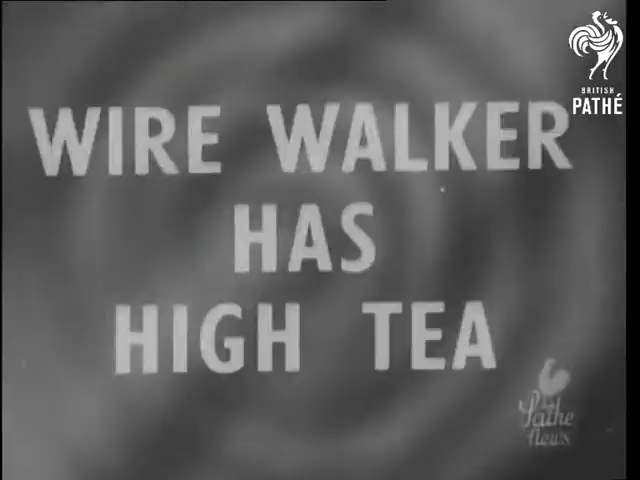 BRITISH
PATHÉ
WIRE WALKER
HAS
HIGH TEA
Pathe
News